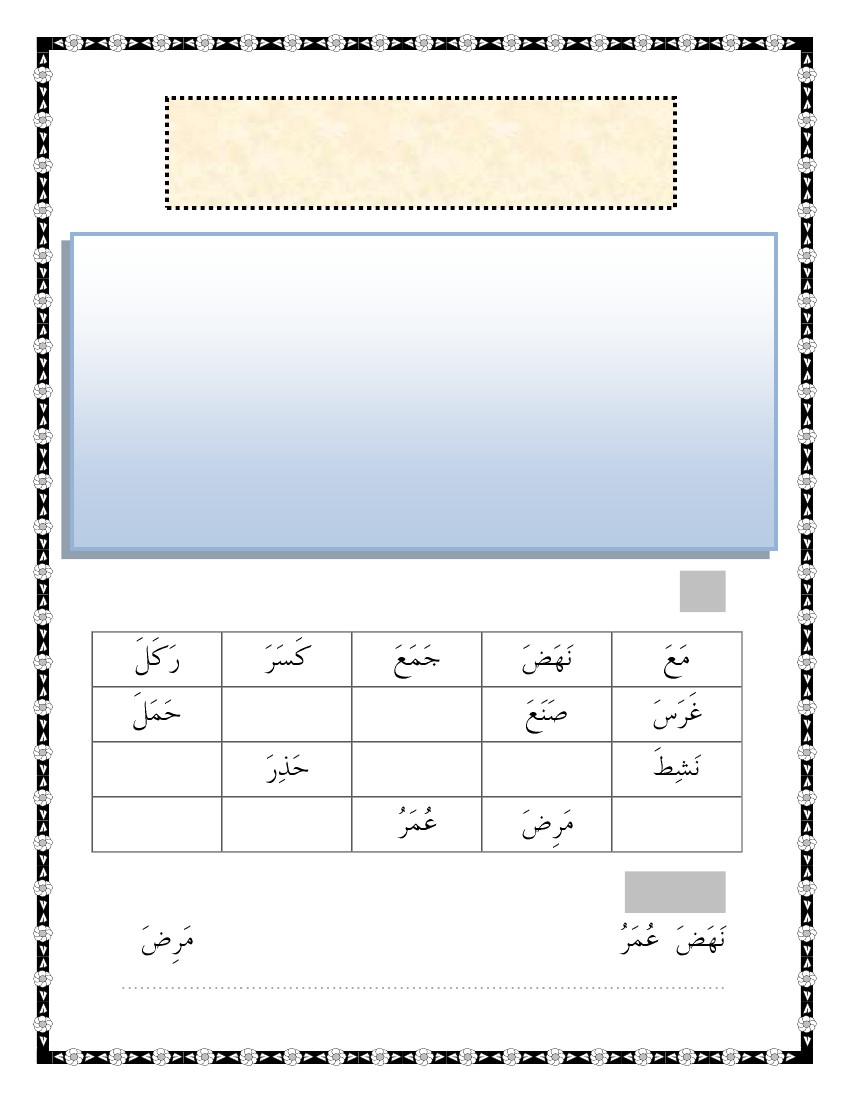 مَعَ نَهَضَ جَمَعَ كَسَرَ رَكَلَ
غَرَسَ صَنَعَ حَمَلَ
نَشِطَ حَذِرَ
مَرِضَ عُمَرُ
نَهَضَ عُمَرُ مَرِضَ